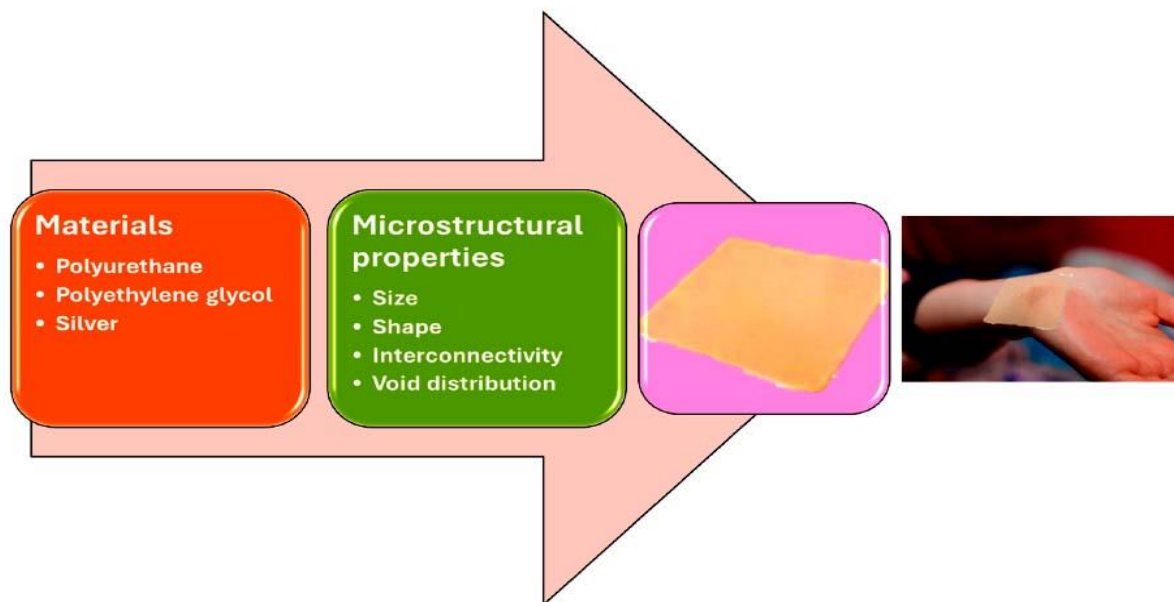 Materials
• Polyurethane
• Polyethylene glycol
• Silver
Microstructural
properties
• Size
• Shape
• Interconnectivity
• Void distribution